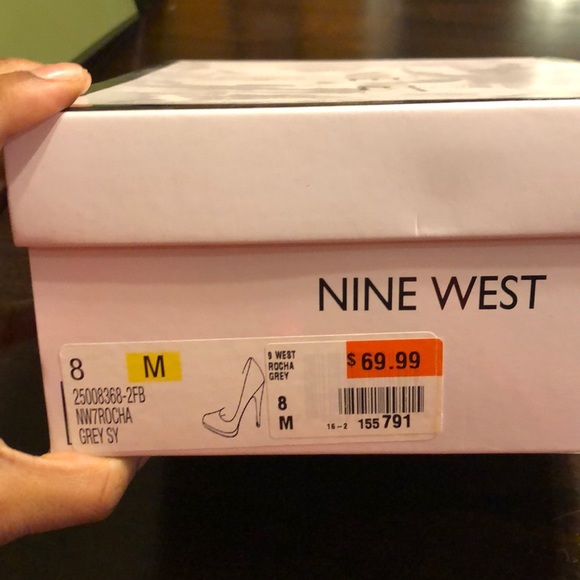 NINE WEST
8 M
25008368-2FB
NW7ROCHA
GREY SY
9 WEST
ROCHA
GREY
$69.99
8
M
16-2 155791